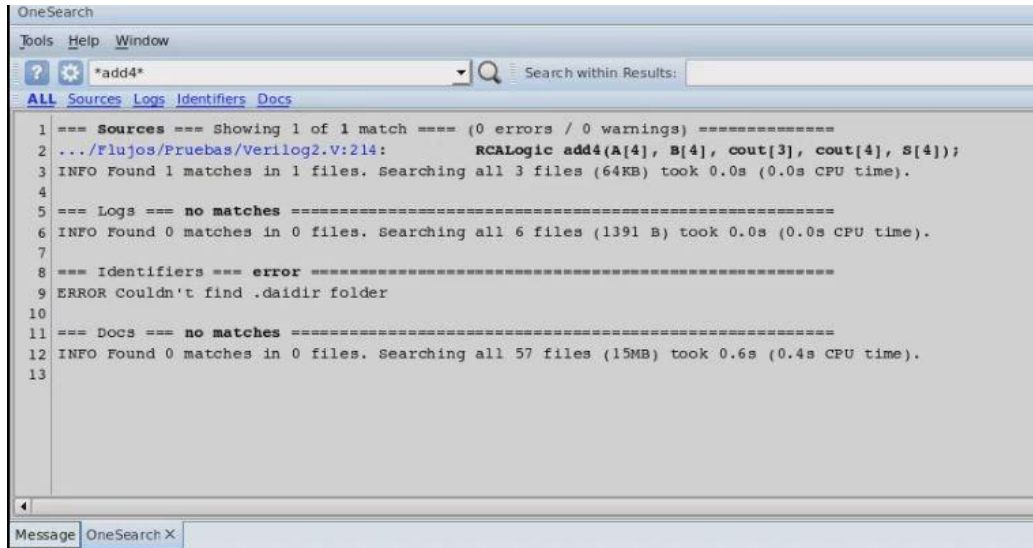 OneSearch
Tools Help Window
? *add4* Search within Results:
ALL Sources Logs Identifiers Docs
1 === Sources === Showing 1 of 1 match ==== (0 errors / 0 warnings) ==============
2 .../Flujos/Pruebas/Verilog2.V:214: RCALogic add4(A[4], B[4], cout[3], cout[4], S[4]);
3 INFO Found 1 matches in 1 files. Searching all 3 files (64KB) took 0.0s (0.0s CPU time).
4
5 === Logs === no matches ========================================================
6 INFO Found 0 matches in 0 files. Searching all 6 files (1391 B) took 0.0s (0.0s CPU time).
7
8 === Identifiers === error ======================================================
9 ERROR Couldn't find .daidir folder
10
11 === Docs === no matches ========================================================
12 INFO Found 0 matches in 0 files. Searching all 57 files (15MB) took 0.6s (0.4s CPU time).
13
Message OneSearch X